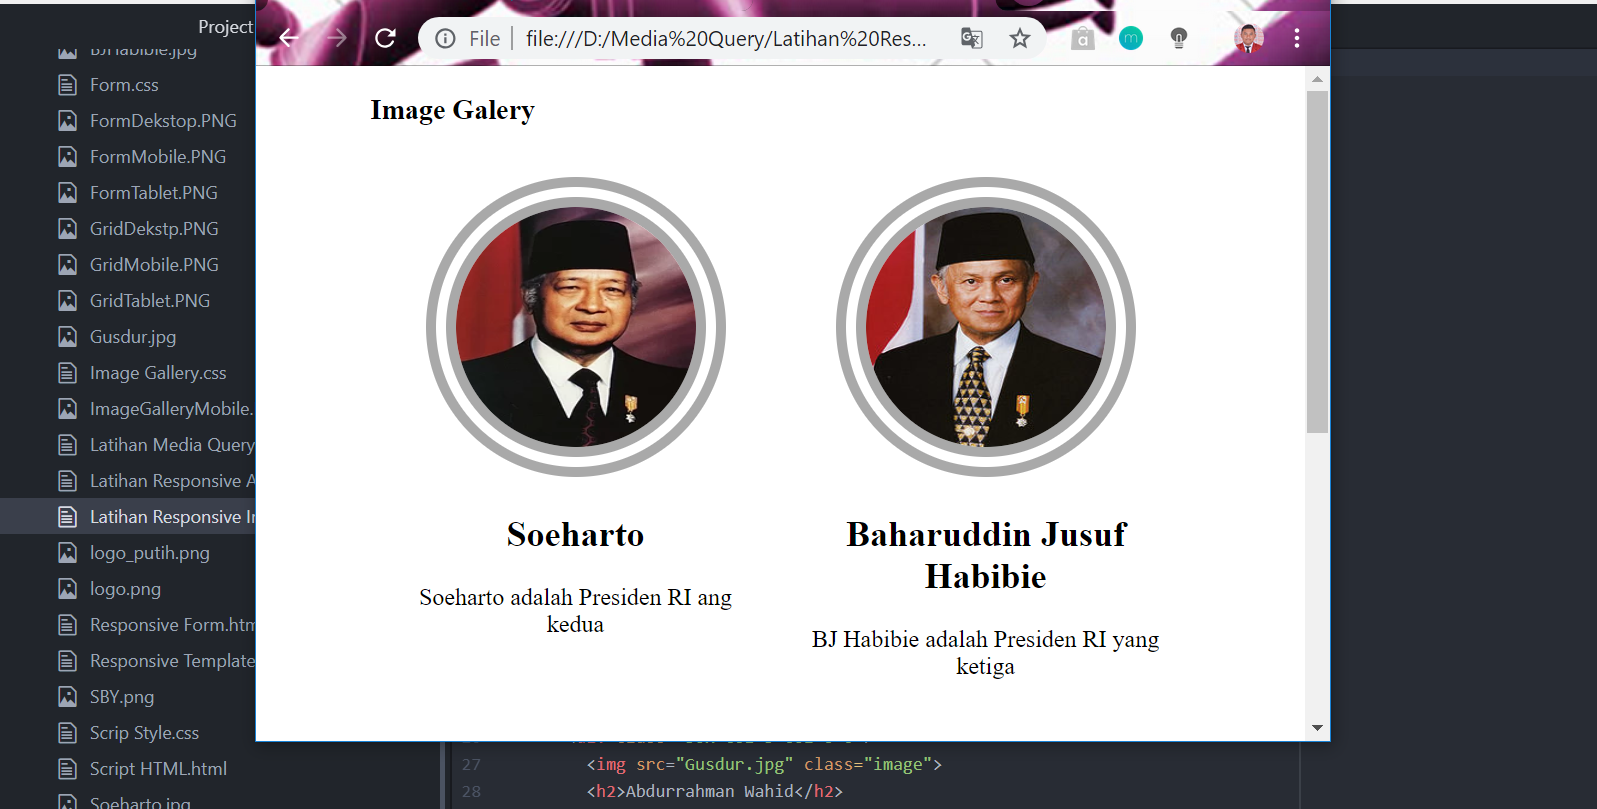 Project
BJHabibie.jpg
Form.css
FormDekstop.PNG
FormMobile.PNG
FormTablet.PNG
GridDekstp.PNG
GridMobile.PNG
GridTablet.PNG
Gusdur.jpg
Image Gallery.css
ImageGalleryMobile.
Latihan Media Query
Latihan Responsive A
Latihan Responsive Ir
logo_putih.png
logo.png
Responsive Form.htm
Responsive Template
SBY.png
Scrip Style.css
Script HTML.html
Soeharto.jpg
File
file:///D:/Media%20Query/Latihan%20Res...
a
m
Image Galery
Soeharto
Soeharto adalah Presiden RI ang
kedua
Baharuddin Jusuf
Habibie
BJ Habibie adalah Presiden RI yang
ketiga
27 <img src="Gusdur.jpg" class="image">
28 <h2>Abdurrahman Wahid</h2>